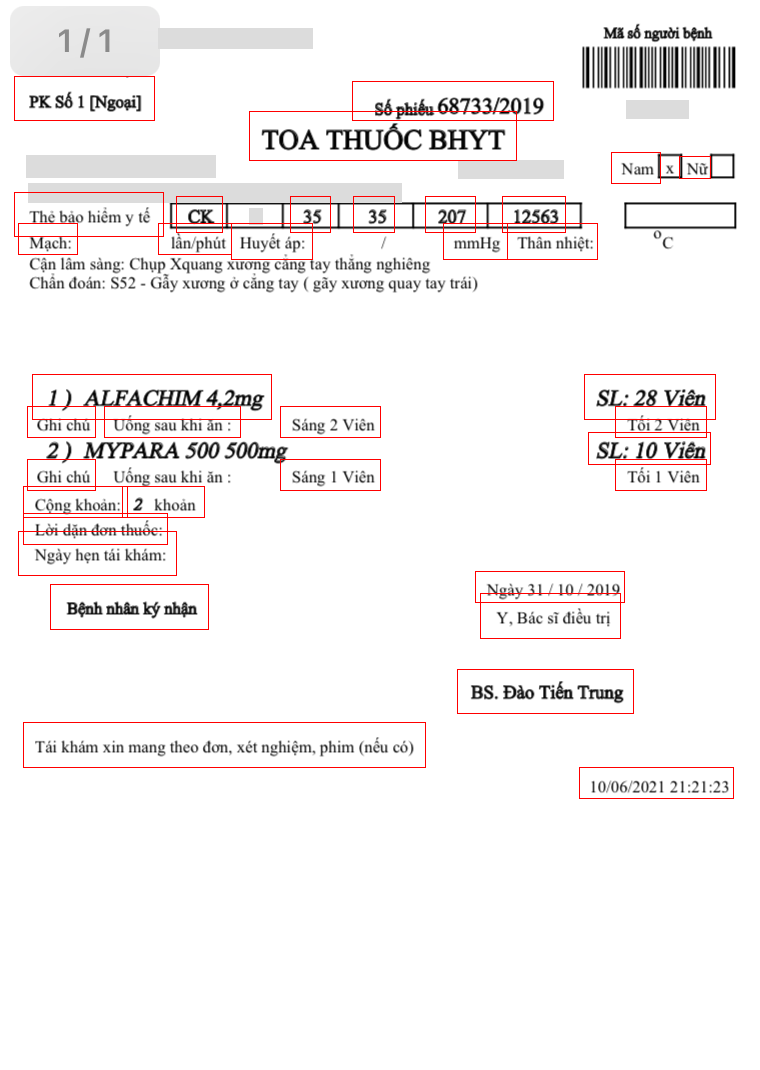 1/1
Mã số người bệnh
PK Số 1 [Ngoại]
Số phiếu 68733/2019
TOA THUỐC BHYT
Nam x Nữ
Thẻ bảo hiểm y tế CK 35 35 207 12563
Mạch: lần/phút Huyết áp: / mmHg Thân nhiệt: °C
Cận lâm sàng: Chụp Xquang xương cẳng tay thẳng nghiêng
Chẩn đoán: S52 - Gẫy xương ở cẳng tay ( gãy xương quay tay trái)
1 ) ALFACHIM 4,2mg SL: 28 Viên
Ghi chú Uống sau khi ăn : Sáng 2 Viên Tối 2 Viên
2 ) MYPARA 500 500mg SL: 10 Viên
Ghi chú Uống sau khi ăn : Sáng 1 Viên Tối 1 Viên
Cộng khoản: 2 khoản
Lời dặn đơn thuốc:
Ngày hẹn tái khám:
Ngày 31 / 10 / 2019
Bệnh nhân ký nhận
Y, Bác sĩ điều trị
BS. Đào Tiến Trung
Tái khám xin mang theo đơn, xét nghiệm, phim (nếu có)
10/06/2021 21:21:23